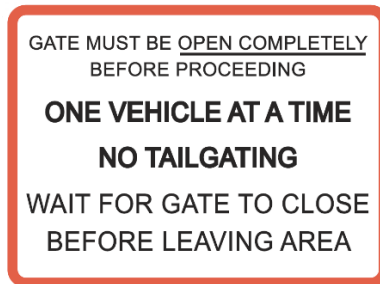 GATE MUST BE OPEN COMPLETELY
BEFORE PROCEEDING
ONE VEHICLE AT A TIME
NO TAILGATING
WAIT FOR GATE TO CLOSE
BEFORE LEAVING AREA